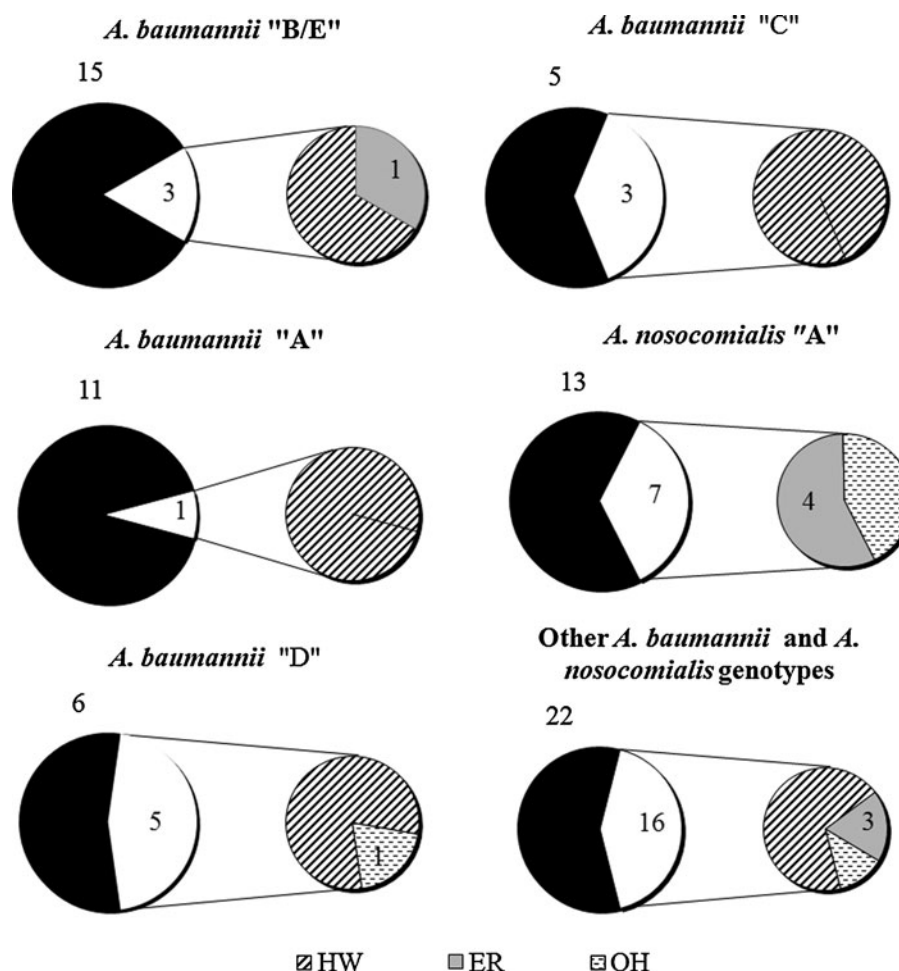 A. baumannii "B/E"
15
3
1
A. baumannii "C"
5
3
A. baumannii "A"
11
1
A. nosocomialis "A"
13
7
4
A. baumannii "D"
6
5
1
Other A. baumannii and A.
nosocomialis genotypes
22
16
3
HW ER OH